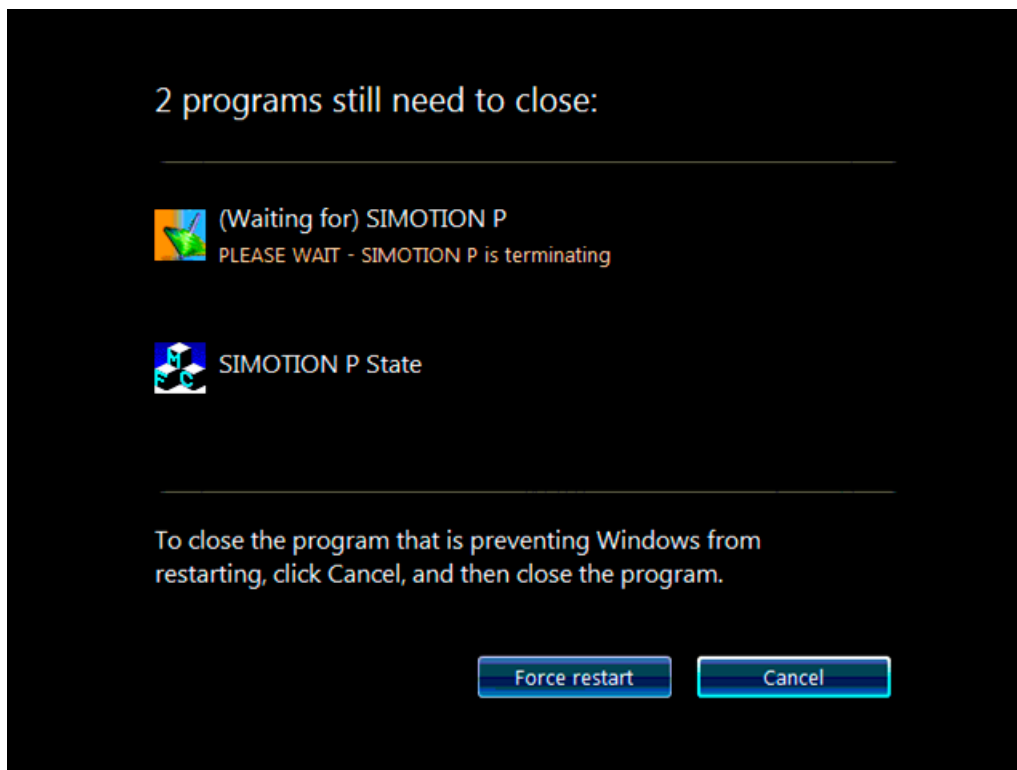 2 programs still need to close:
(Waiting for) SIMOTION P
PLEASE WAIT - SIMOTION P is terminating
M
F C
SIMOTION P State
To close the program that is preventing Windows from
restarting, click Cancel, and then close the program.
Force restart
Cancel